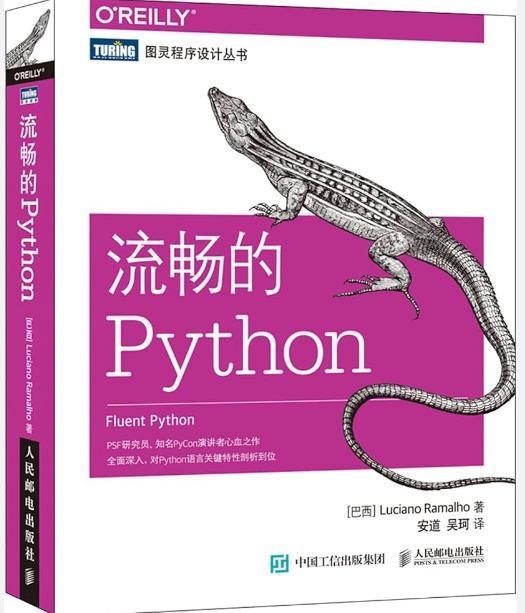 O'REILLY®
TURING 图灵程序设计丛书
流畅的
Python
Fluent Python
PSF研究员、知名PyCon演讲者心血之作
全面深入,对Python语言关键特性剖析到位
[巴西] Luciano Ramalho 著
安道 吴珂 译
中国工信出版集团
人民邮电出版社
POSTS & TELECOM PRESS
O'REILLY®
TURING
流畅的Python
[巴西] Luciano Ramalho 著
人民邮电出版社